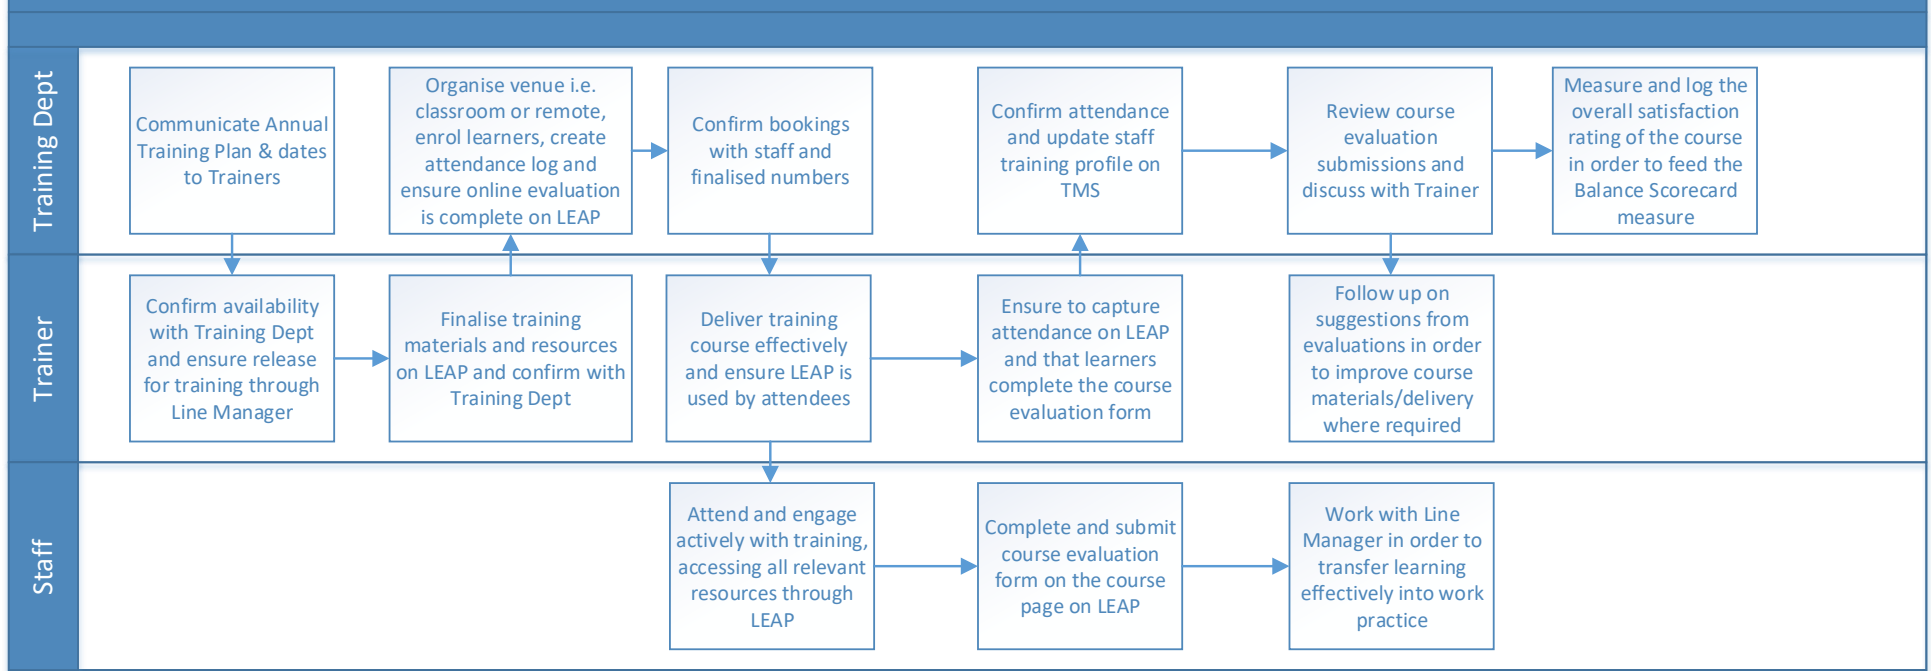 Training Dept
Communicate Annual
Training Plan & dates
to Trainers
Organise venue i.e.
classroom or remote,
enrol learners, create
attendance log and
ensure online evaluation
is complete on LEAP
Confirm bookings
with staff and
finalised numbers
Confirm attendance
and update staff
training profile on
TMS
Review course
evaluation
submissions and
discuss with Trainer
Measure and log the
overall satisfaction
rating of the course
in order to feed the
Balance Scorecard
measure
Trainer
Confirm availability
with Training Dept
and ensure release
for training through
Line Manager
Finalise training
materials and resources
on LEAP and confirm with
Training Dept
Deliver training
course effectively
and ensure LEAP is
used by attendees
Ensure to capture
attendance on LEAP
and that learners
complete the course
evaluation form
Follow up on
suggestions from
evaluations in order
to improve course
materials/delivery
where required
Staff
Attend and engage
actively with training,
accessing all relevant
resources through
LEAP
Complete and submit
course evaluation
form on the course
page on LEAP
Work with Line
Manager in order to
transfer learning
effectively into work
practice